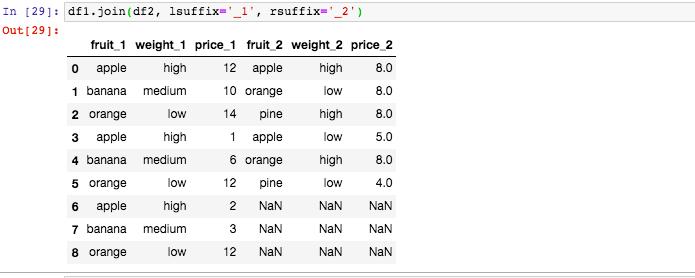 In [29]: df1.join(df2, lsuffix='_1', rsuffix='_2')
Out[29]:
fruit_1 weight_1 price_1 fruit_2 weight_2 price_2
0 apple high 12 apple high 8.0
1 banana medium 10 orange low 8.0
2 orange low 14 pine high 8.0
3 apple high 1 apple low 5.0
4 banana medium 6 orange high 8.0
5 orange low 12 pine low 4.0
6 apple high 2 NaN NaN NaN
7 banana medium 3 NaN NaN NaN
8 orange low 12 NaN NaN NaN